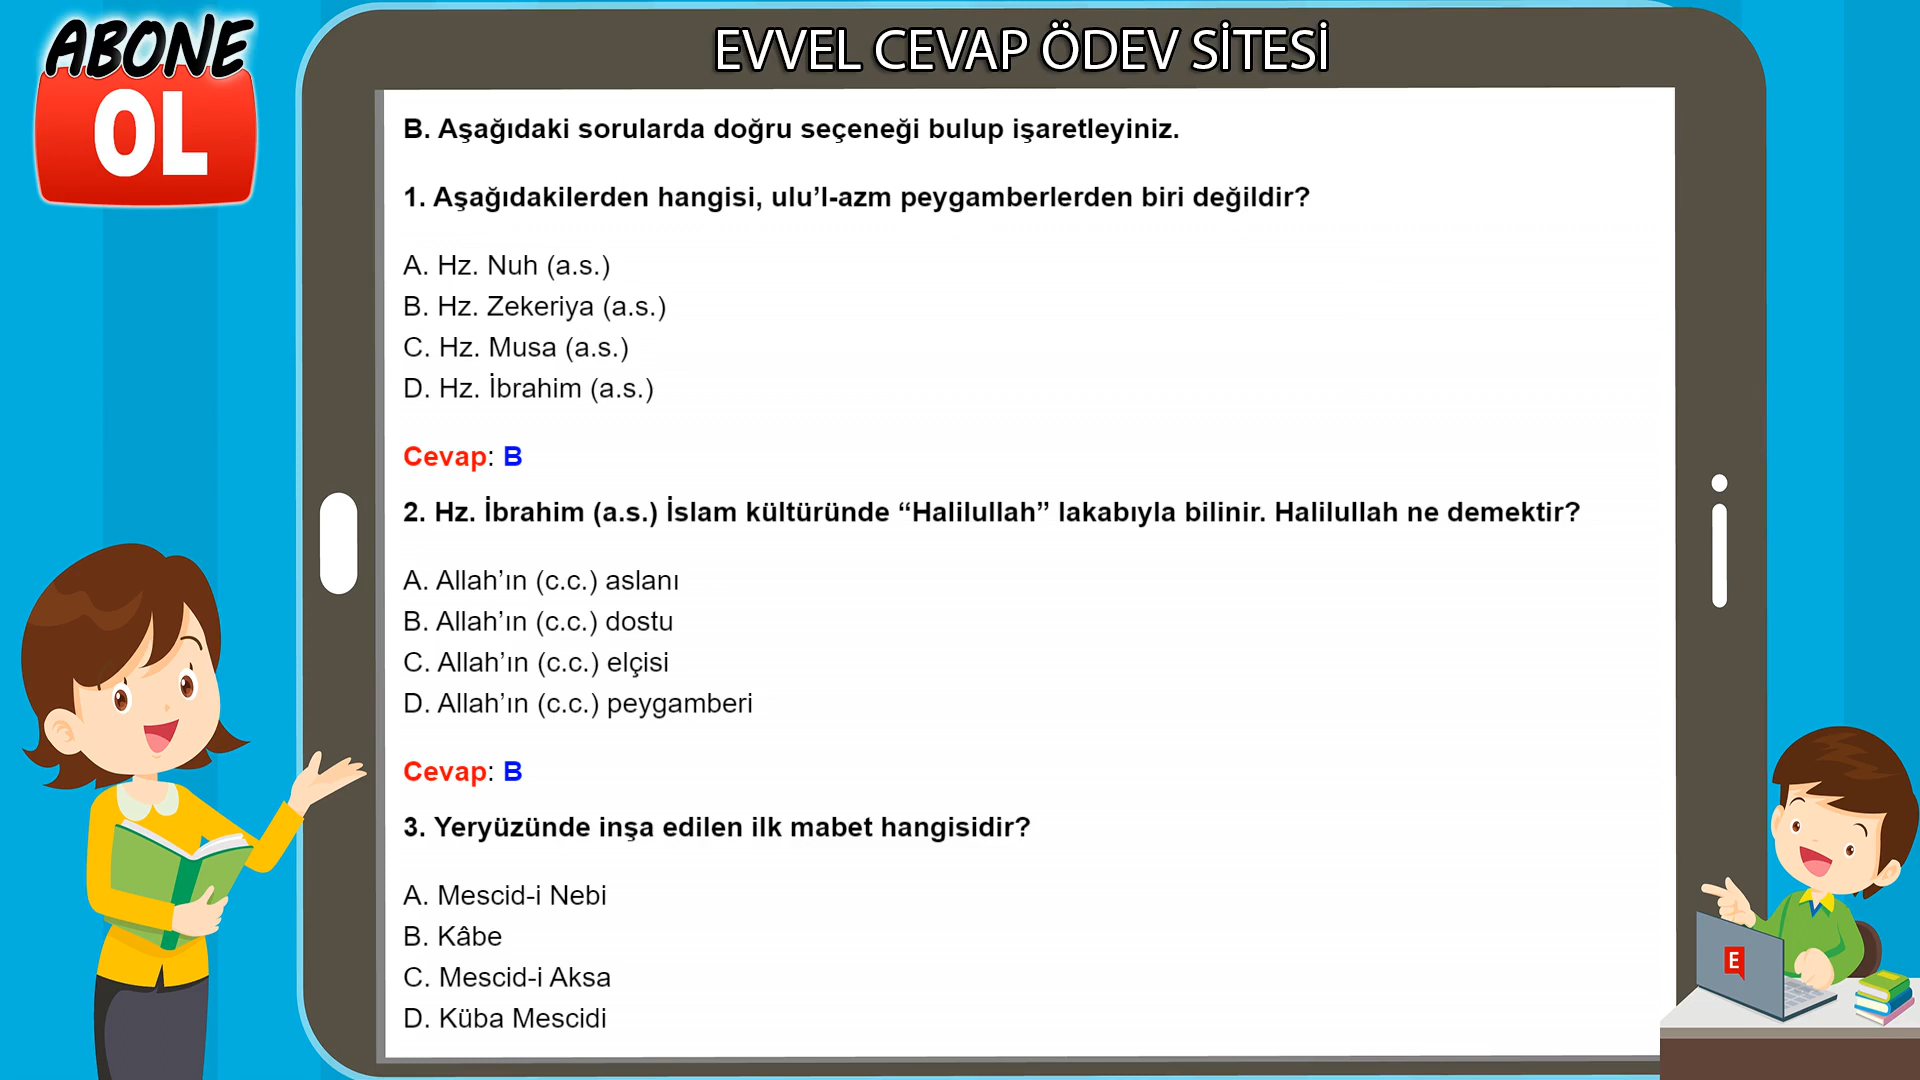 ABONE
OL
EVVEL CEVAP ÖDEV SİTESİ
B. Aşağıdaki sorularda doğru seçeneği bulup işaretleyiniz.
1. Aşağıdakilerden hangisi, ulu’l-azm peygamberlerden biri değildir?
A. Hz. Nuh (a.s.)
B. Hz. Zekeriya (a.s.)
C. Hz. Musa (a.s.)
D. Hz. İbrahim (a.s.)
Cevap: B
2. Hz. İbrahim (a.s.) İslam kültüründe “Halilullah” lakabıyla bilinir. Halilullah ne demektir?
A. Allah’ın (c.c.) aslanı
B. Allah’ın (c.c.) dostu
C. Allah’ın (c.c.) elçisi
D. Allah’ın (c.c.) peygamberi
Cevap: B
3. Yeryüzünde inşa edilen ilk mabet hangisidir?
A. Mescid-i Nebi
B. Kâbe
C. Mescid-i Aksa
D. Küba Mescidi
E